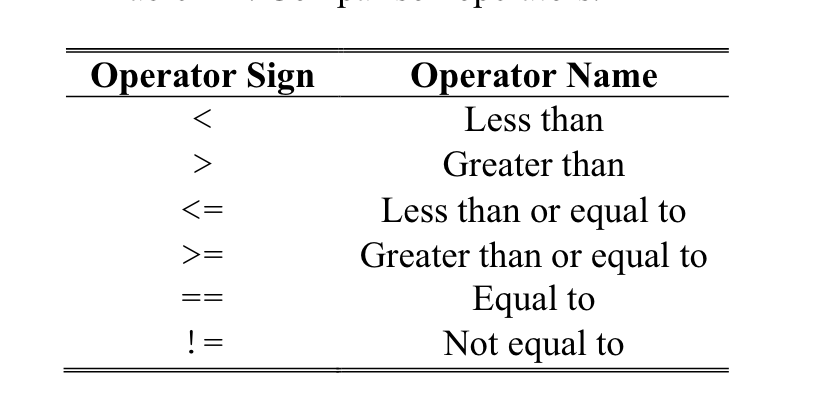 Operator Sign Operator Name
< Less than
> Greater than
<= Less than or equal to
>= Greater than or equal to
== Equal to
!= Not equal to